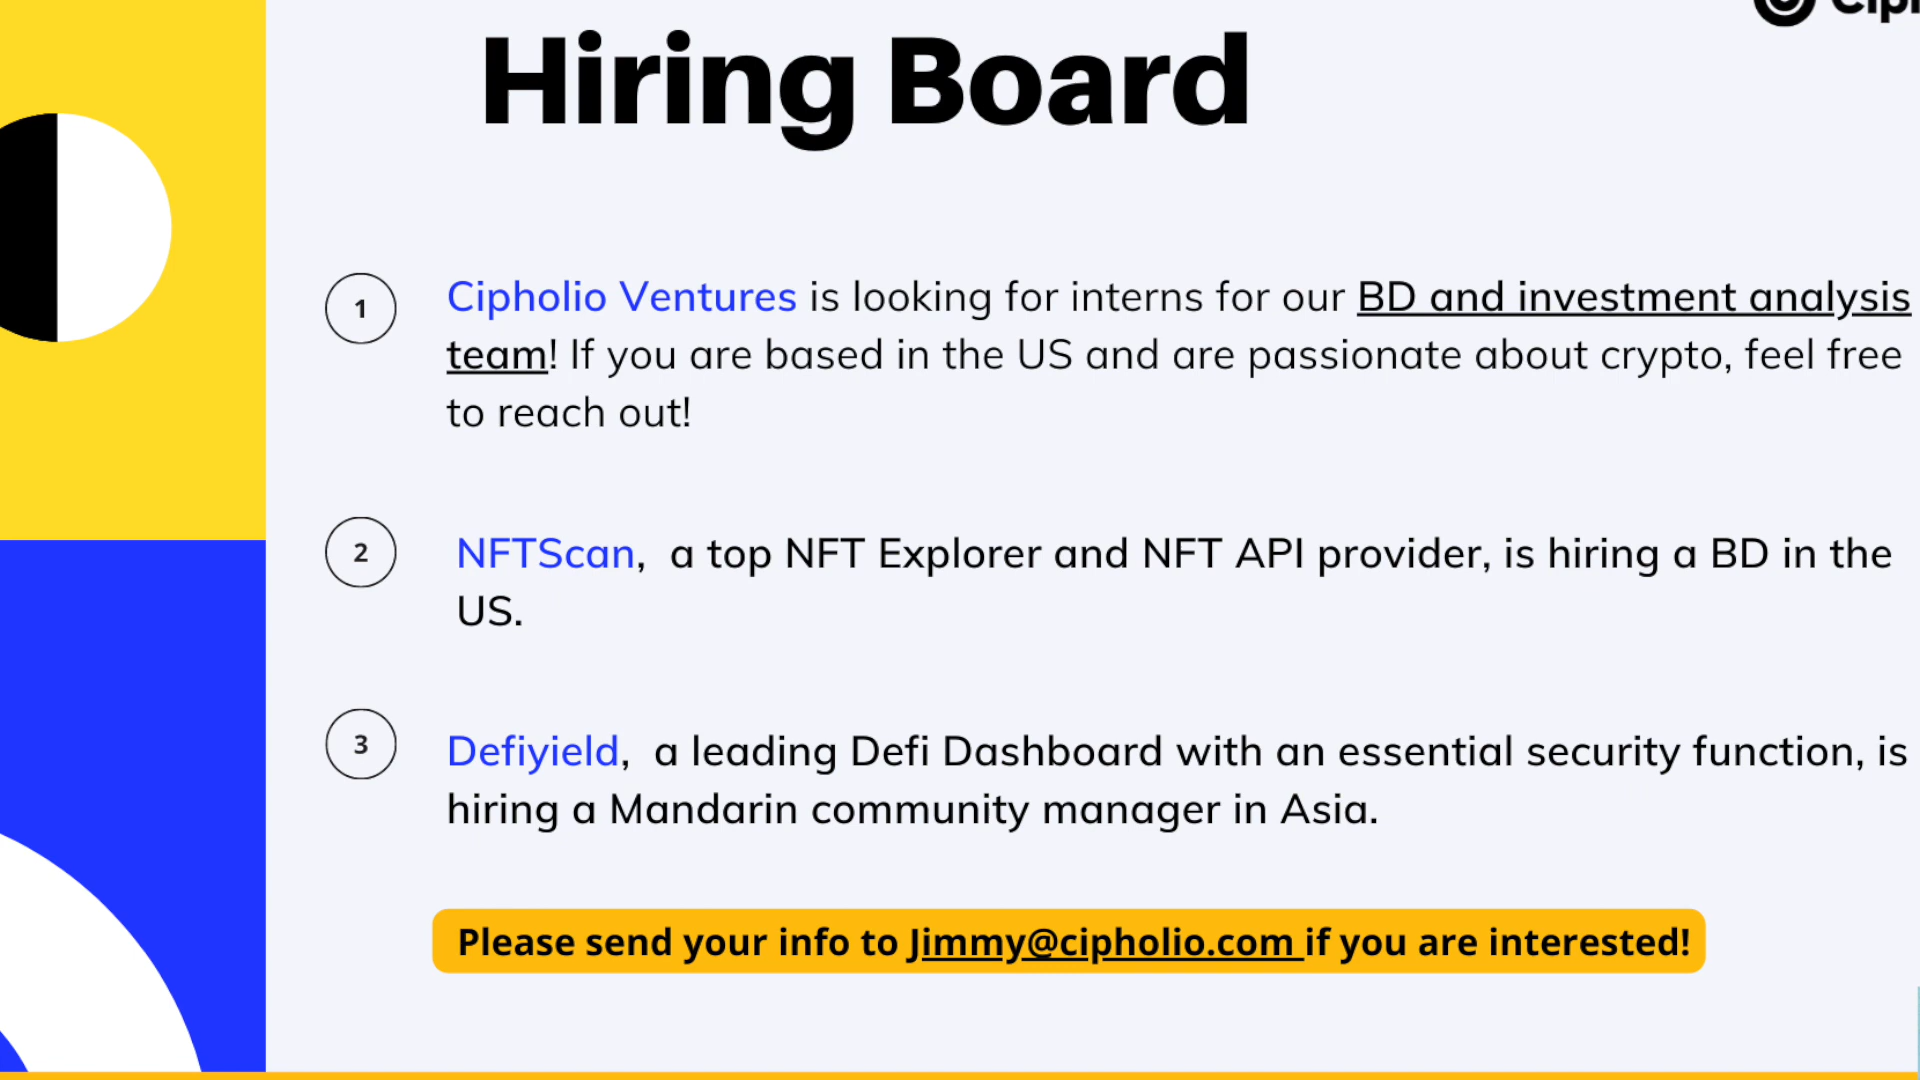 Hiring Board
1
Cipholio Ventures is looking for interns for our BD and investment analysis
team! If you are based in the US and are passionate about crypto, feel free
to reach out!
2
NFTScan, a top NFT Explorer and NFT API provider, is hiring a BD in the
US.
3
Defiyield, a leading Defi Dashboard with an essential security function, is
hiring a Mandarin community manager in Asia.
Please send your info to Jimmy@cipholio.com if you are interested!